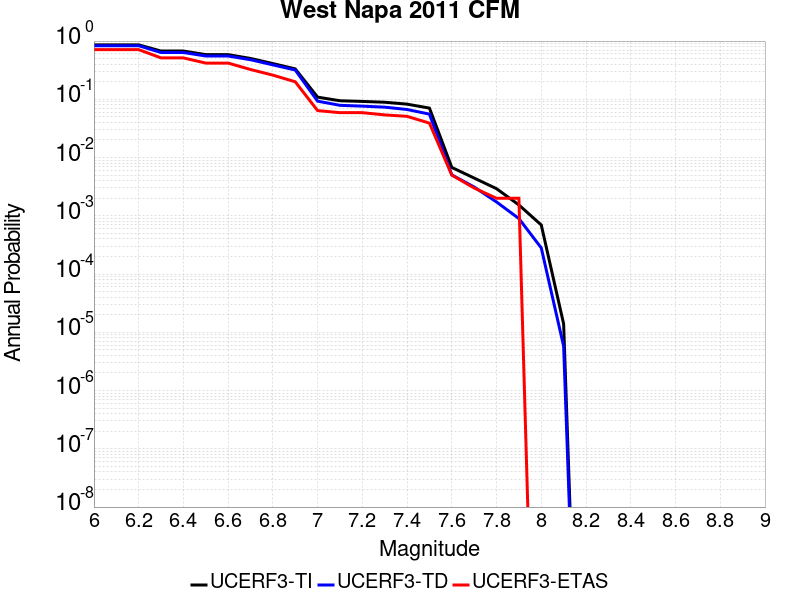 West Napa 2011 CFM
Annual Probability
10^0
10^-1
10^-2
10^-3
10^-4
10^-5
10^-6
10^-7
10^-8
6 6.2 6.4 6.6 6.8 7 7.2 7.4 7.6 7.8 8 8.2 8.4 8.6 8.8 9
Magnitude
UCERF3-TI UCERF3-TD UCERF3-ETAS